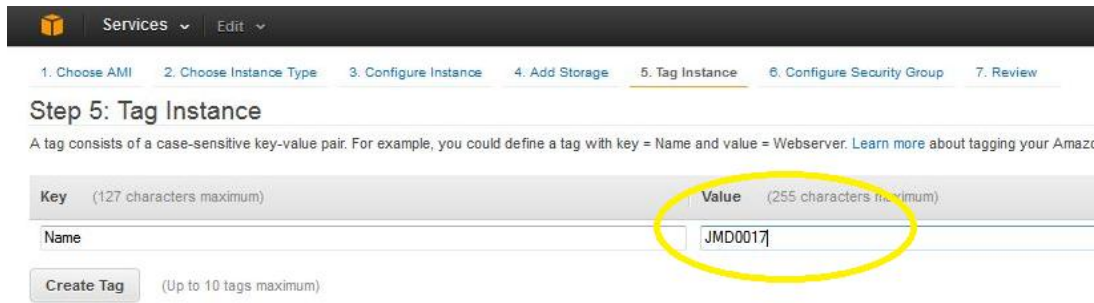 Services Edit
1. Choose AMI 2. Choose Instance Type 3. Configure Instance 4. Add Storage 5. Tag Instance 6. Configure Security Group 7. Review
Step 5: Tag Instance
A tag consists of a case-sensitive key-value pair. For example, you could define a tag with key = Name and value = Webserver. Learn more about tagging your Amazo
Key (127 characters maximum) Value (255 characters maximum)
Name JMD0017
Create Tag (Up to 10 tags maximum)